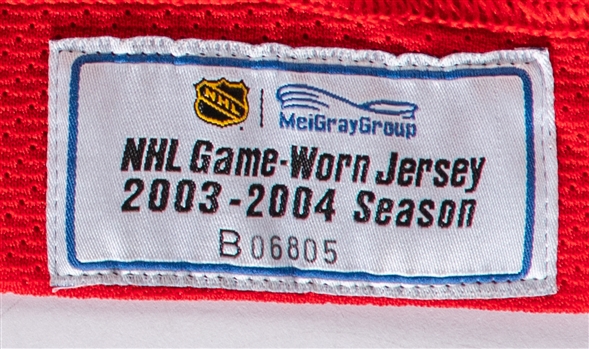 NHL
MeiGrayGroup
NHL Game-Worn Jersey
2003-2004 Season
B06805